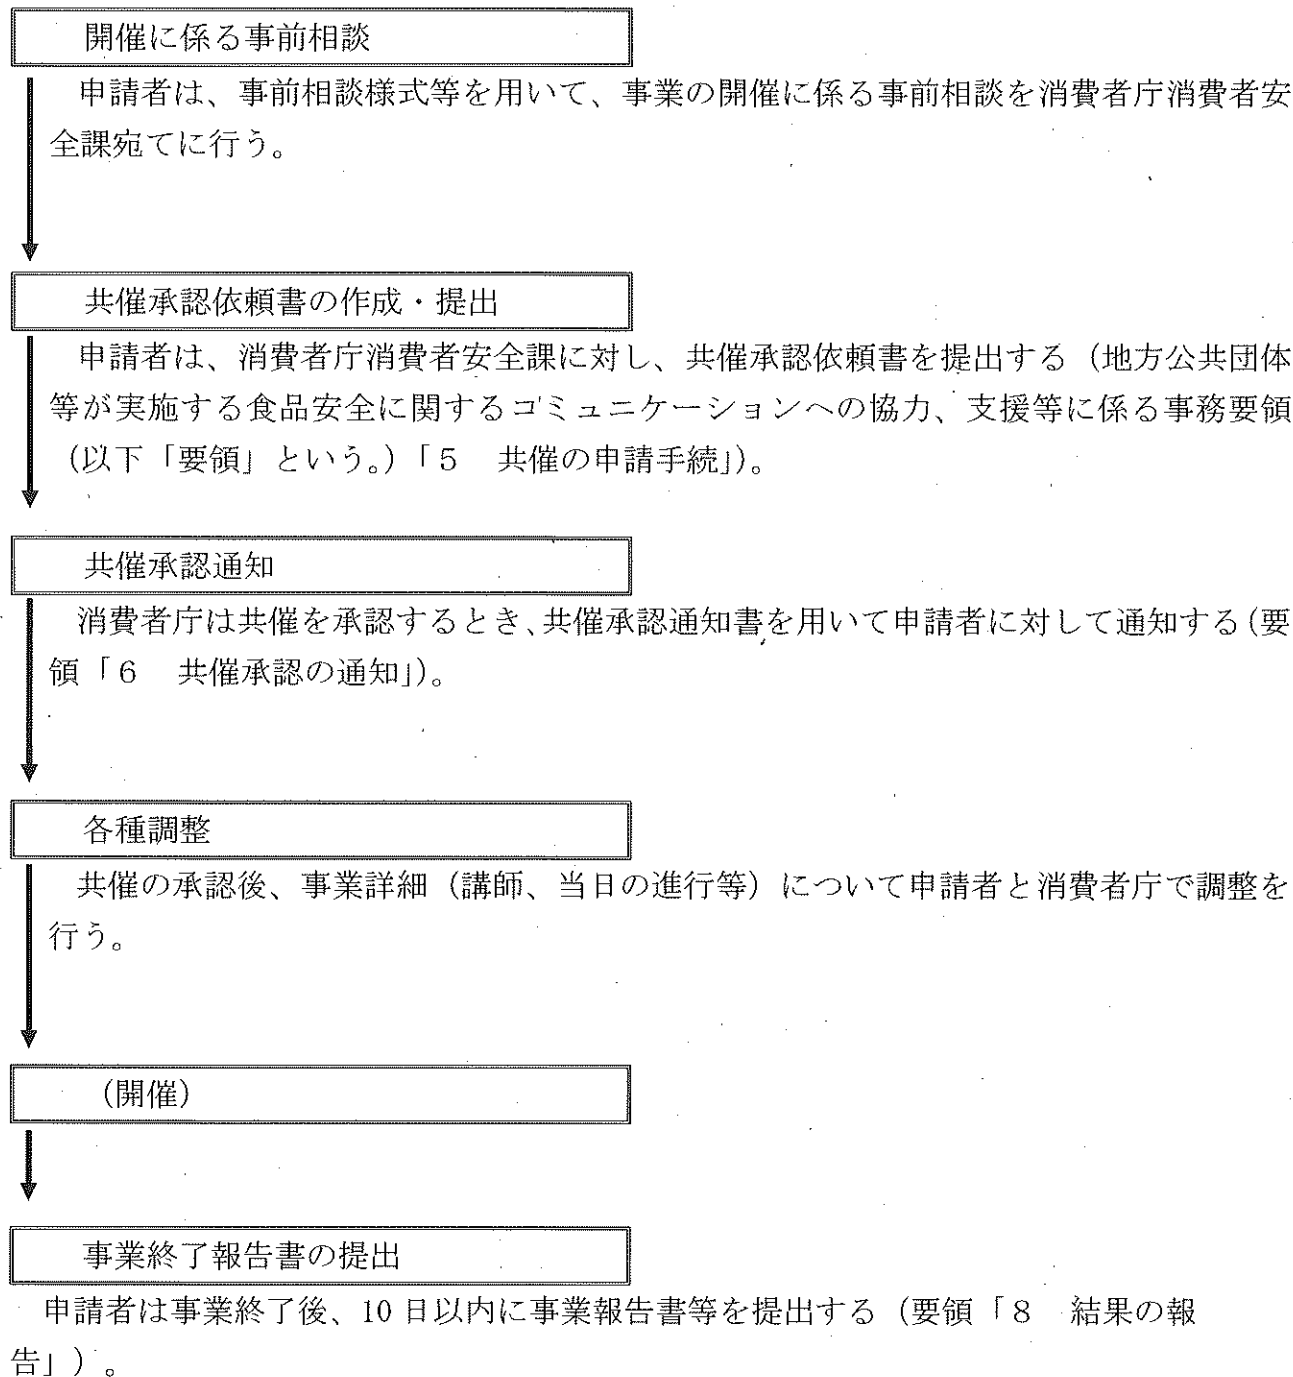 開催に係る事前相談
申請者は、事前相談様式等を用いて、事業の開催に係る事前相談を消費者庁消費者安
全課宛てに行う。
共催承認依頼書の作成・提出
申請者は、消費者庁消費者安全課に対し、共催承認依頼書を提出する（地方公共団体
等が実施する食品安全に関するコミュニケーションへの協力、支援等に係る事務要領
（以下「要領」という。）「５　共催の申請手続」）。
共催承認通知
消費者庁は共催を承認するとき、共催承認通知書を用いて申請者に対して通知する（要
領「６　共催承認の通知」）。
各種調整
共催の承認後、事業詳細（講師、当日の進行等）について申請者と消費者庁で調整を
行う。
（開催）
事業終了報告書の提出
申請者は事業終了後、10 日以内に事業報告書等を提出する（要領「８　結果の報
告」）。